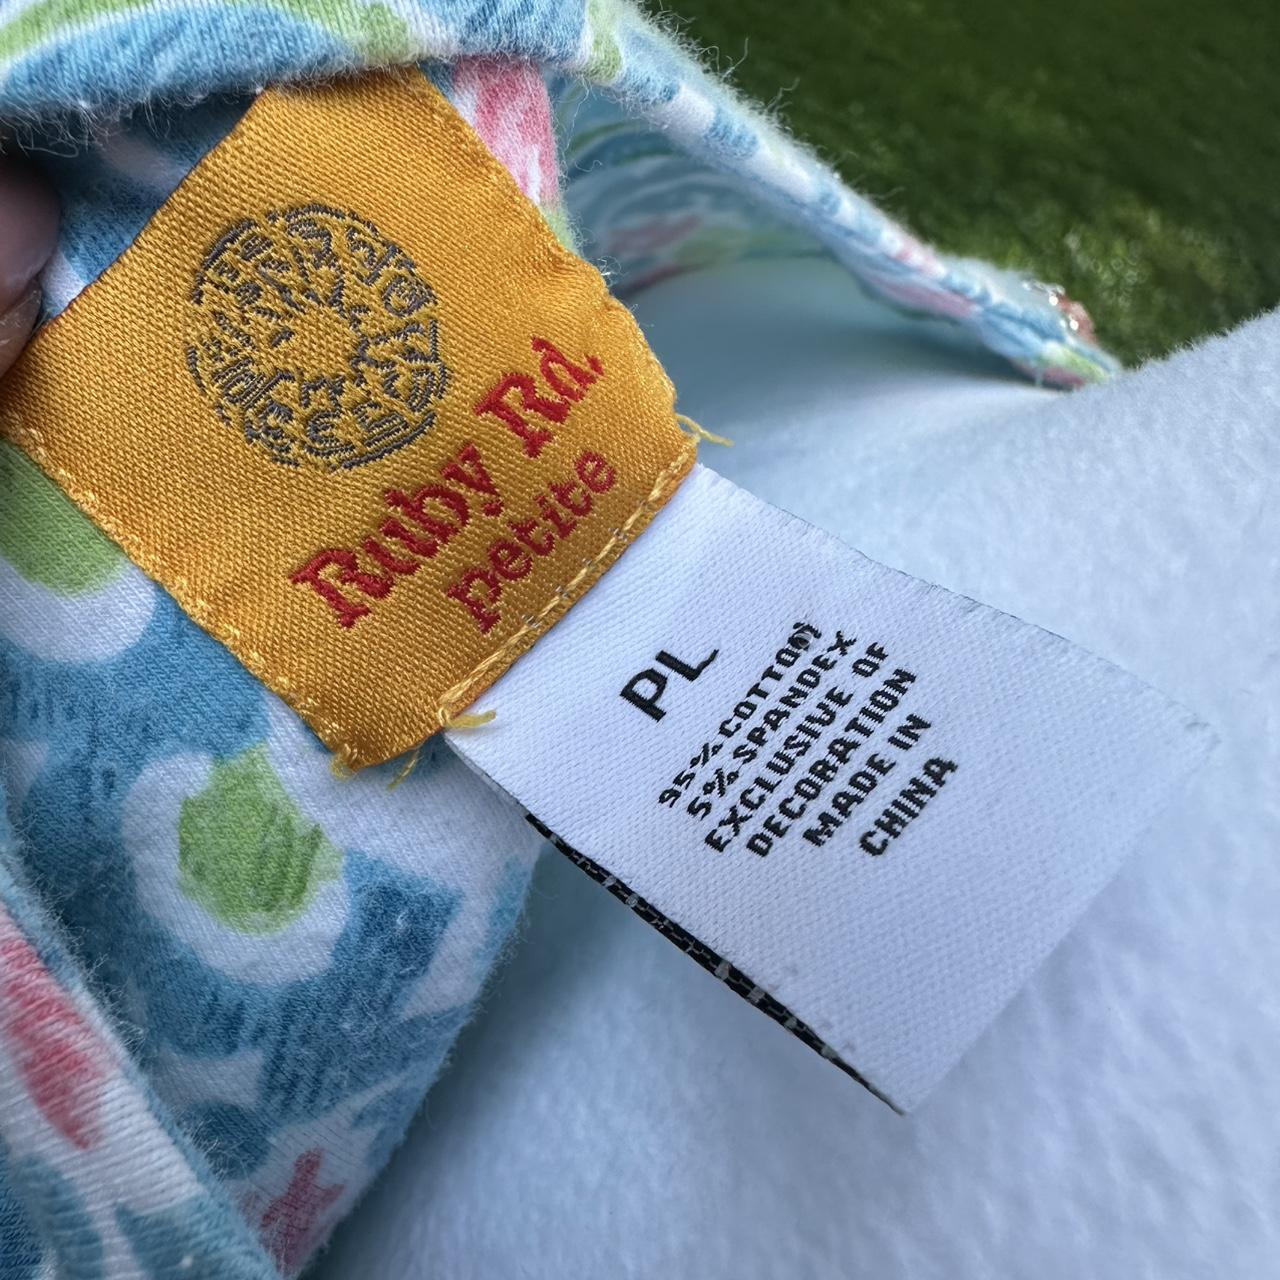 Ruby Rd.
petite
PL
95% COTTON
5% SPANDEX
EXCLUSIVE OF
DECORATION
MADE IN
CHINA